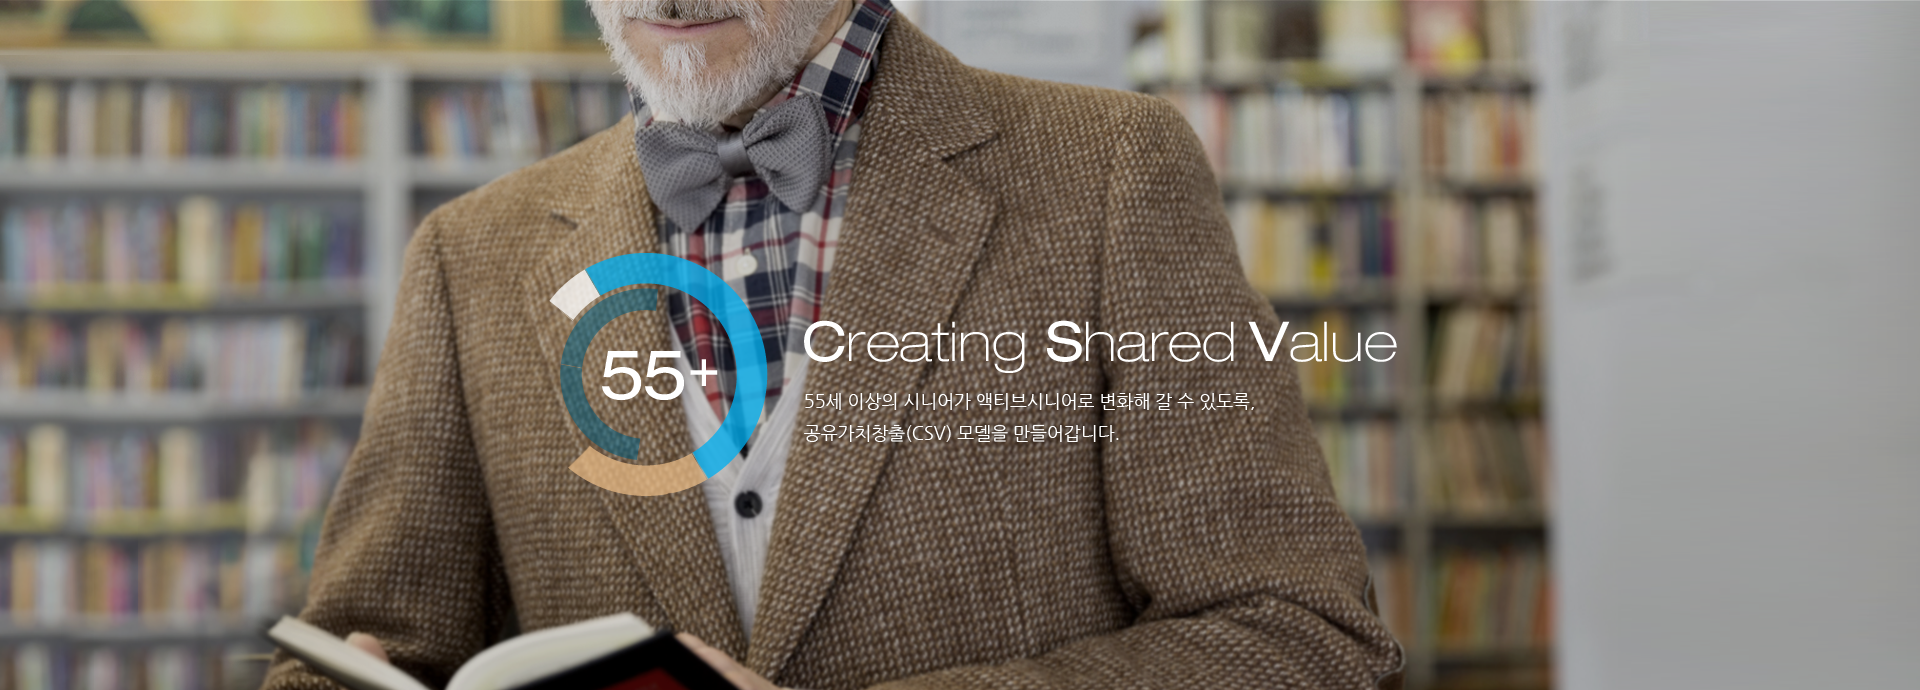 55+
Creating Shared Value
55세 이상의 시니어가 액티브시니어로 변화해 갈 수 있도록,
공유가치창출(CSV) 모델을 만들어갑니다.